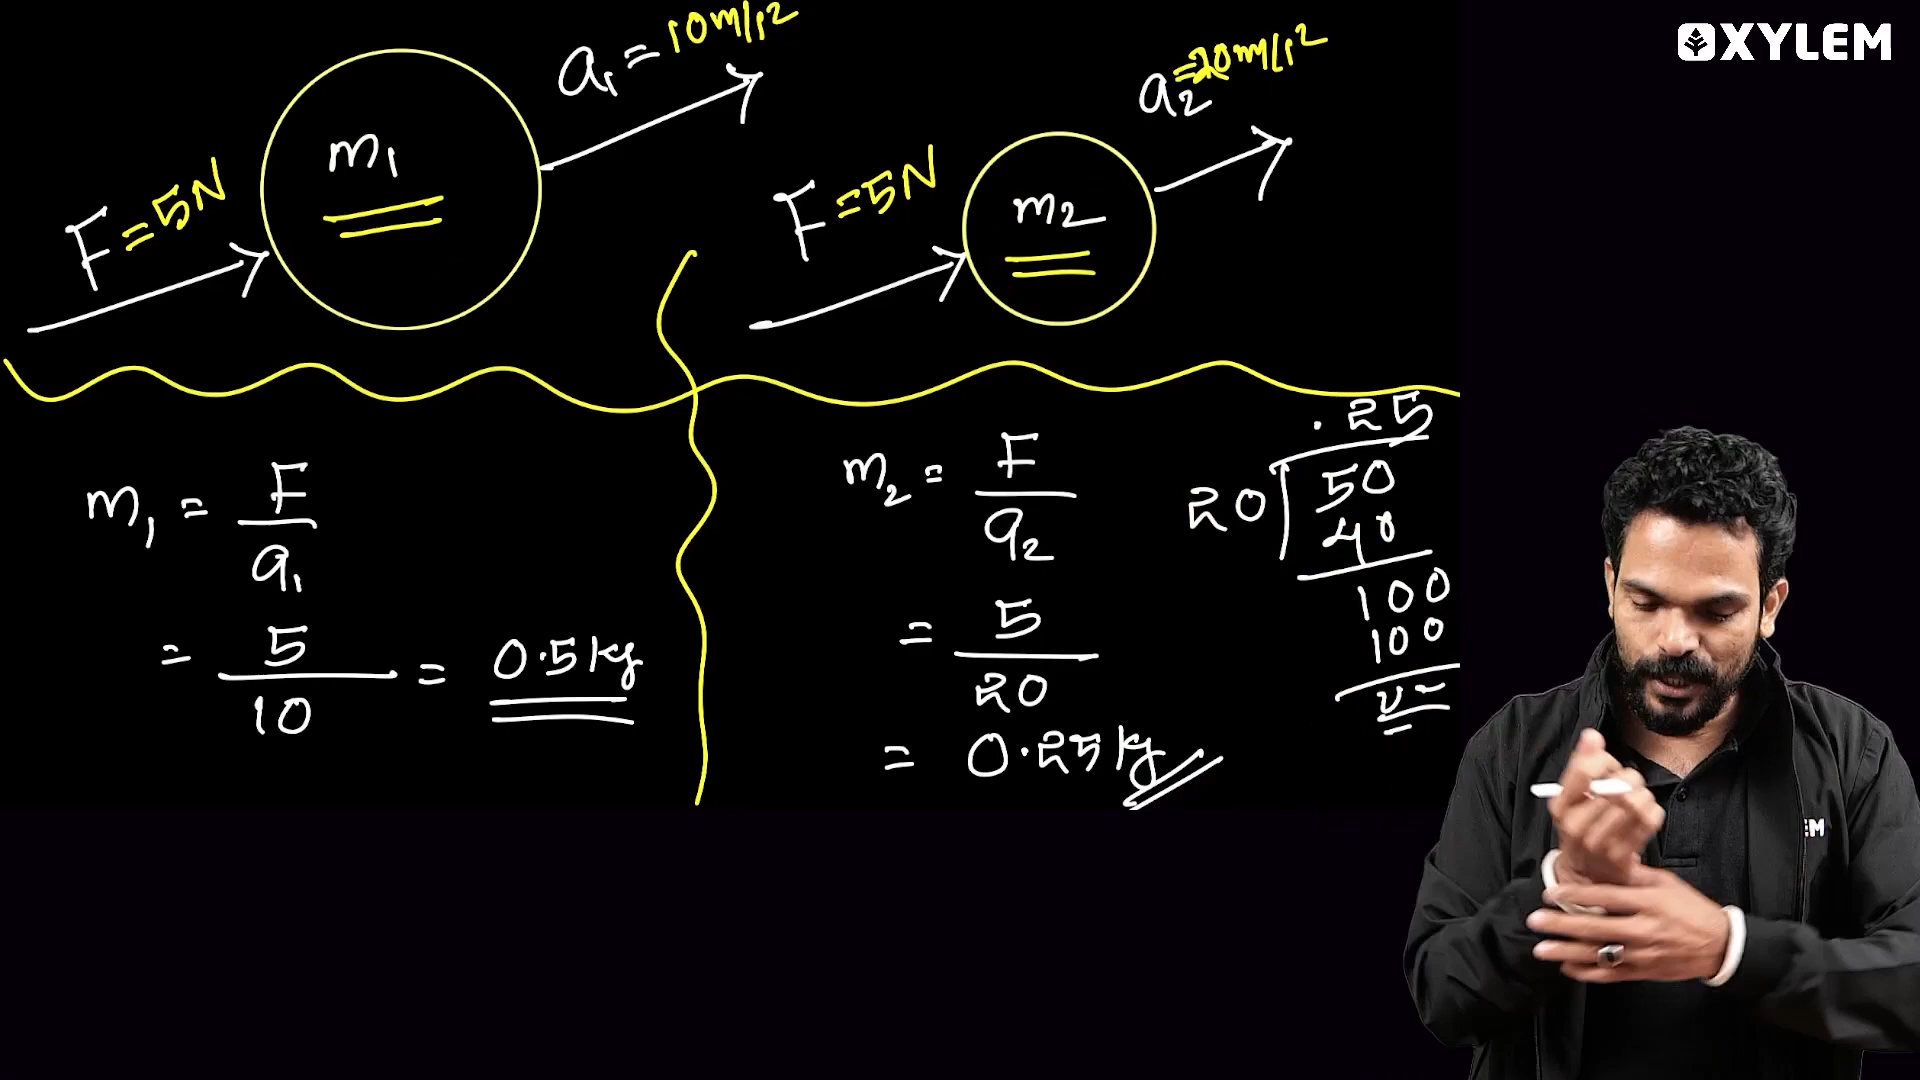 a₁ = 10m/s²
m₁
F = 5N
a₂ = 20m/s²
F = 5N
m₂
XYLEM
m₁ = F / a₁
= 5 / 10 = 0.5kg
m₂ = F / a₂
= 5 / 20
= 0.25kg
.25
20 50
40
100
100
EM